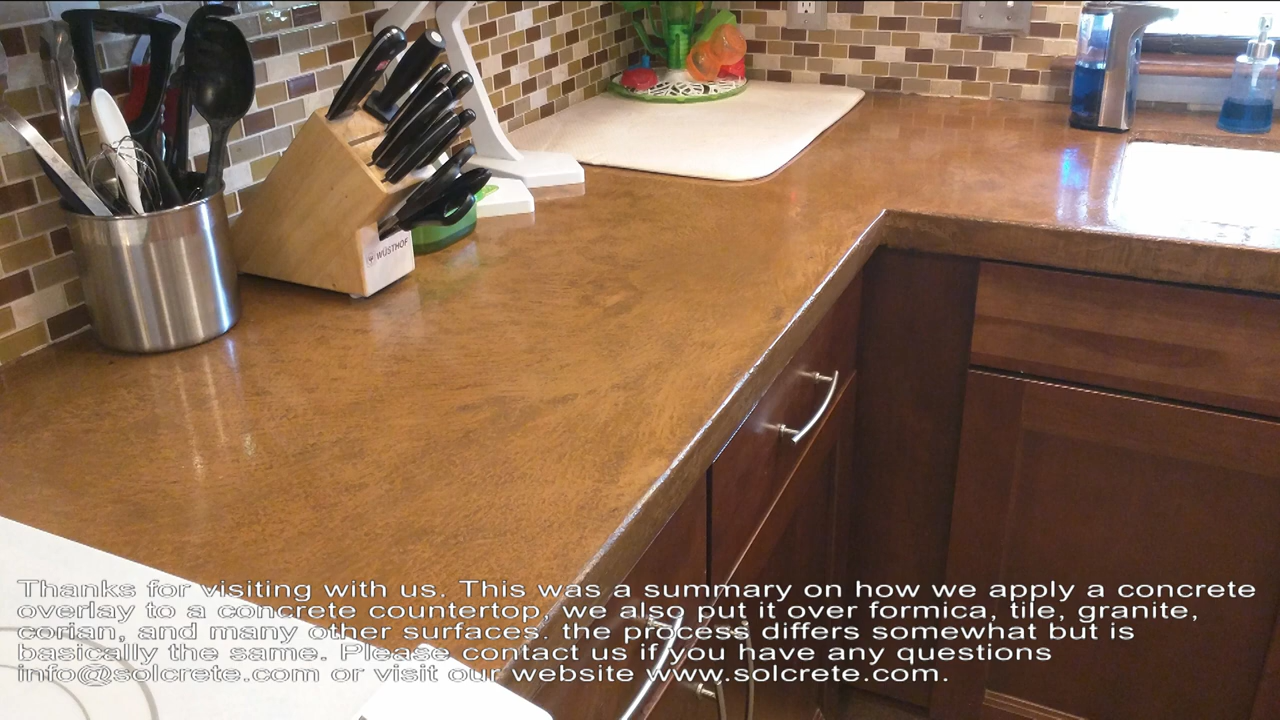 WÜSTHOF
Thanks for visiting with us. This was a summary on how we apply a concrete
overlay to a concrete countertop, we also put it over formica, tile, granite,
corian, and many other surfaces. the process differs somewhat but is
basically the same. Please contact us if you have any questions
info@solcrete.com or visit our website www.solcrete.com.